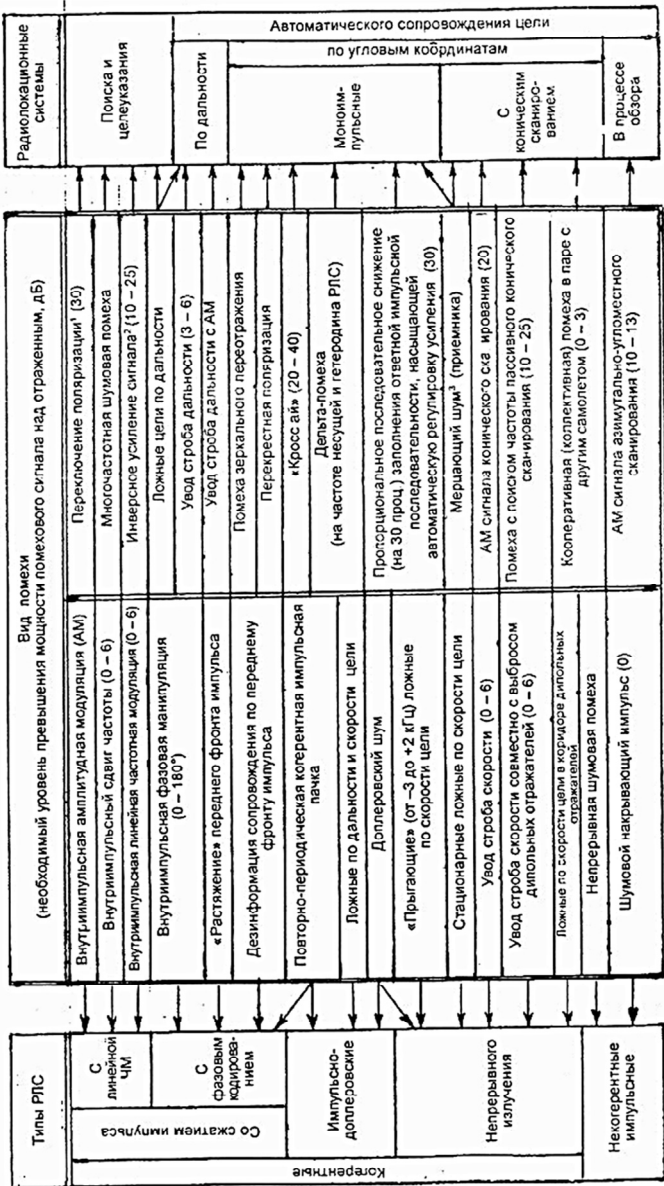 Типы РЛС
Когерентные
Со сжатием импульса
С
линейной
ЧМ
С
фазовым
кодирова-
нием
Импульсно-
доплеровские
Непрерывного
излучения
Некогерентные
импульсные
Вид помехи
(необходимый уровень превышения мощности помехового сигнала над отраженным, дБ)
Внутриимпульсная амплитудная модуляция (АМ)
Внутриимпульсный сдвиг частоты (0 – 6)
Внутриимпульсная линейная частотная модуляция (0 – 6)
Внутриимпульсная фазовая манипуляция
(0 – 180°)
«Растяжение» переднего фронта импульса
Дезинформация сопровождения по переднему
фронту импульса
Повторно-периодическая когерентная импульсная
пачка
Ложные по дальности и скорости цели
Доплеровский шум
«Прыгающие» (от –3 до +2 кГц) ложные
по скорости цели
Стационарные ложные по скорости цели
Увод строба скорости (0 – 6)
Увод строба скорости совместно с выбросом
дипольных отражателей (0 – 6)
Ложные по скорости цели в коридоре дипольных
отражателей
Непрерывная шумовая помеха
Шумовой накрывающий импульс (0)
Переключение поляризации¹ (30)
Многочастотная шумовая помеха
Инверсное усиление сигнала² (10 – 25)
Ложные цели по дальности
Увод строба дальности (3 – 6)
Увод строба дальности с АМ
Помеха зеркального переотражения
Перекрестная поляризация
«Кросс ай» (20 – 40)
Дельта-помеха
(на частоте несущей и гетеродина РЛС)
Пропорциональное последовательное снижение
(на 30 проц.) заполнения ответной импульсной
последовательности, насыщающей
автоматическую регулировку усиления (30)
Мерцающий шум³ (приемника)
АМ сигнала конического ска ирования (20)
Помеха с поиском частоты пассивного конического
сканирования (10 – 25)
Кооперативная (коллективная) помеха в паре с
другим самолетом (0 – 3)
АМ сигнала азимутально-угломестного
сканирования (10 – 13)
Радиолокационные
системы
Поиска и
целеуказания
Автоматического сопровождения цели
По дальности
по угловым координатам
Моноим-
пульсные
С
коническим
сканиро-
ванием
В процессе
обзора